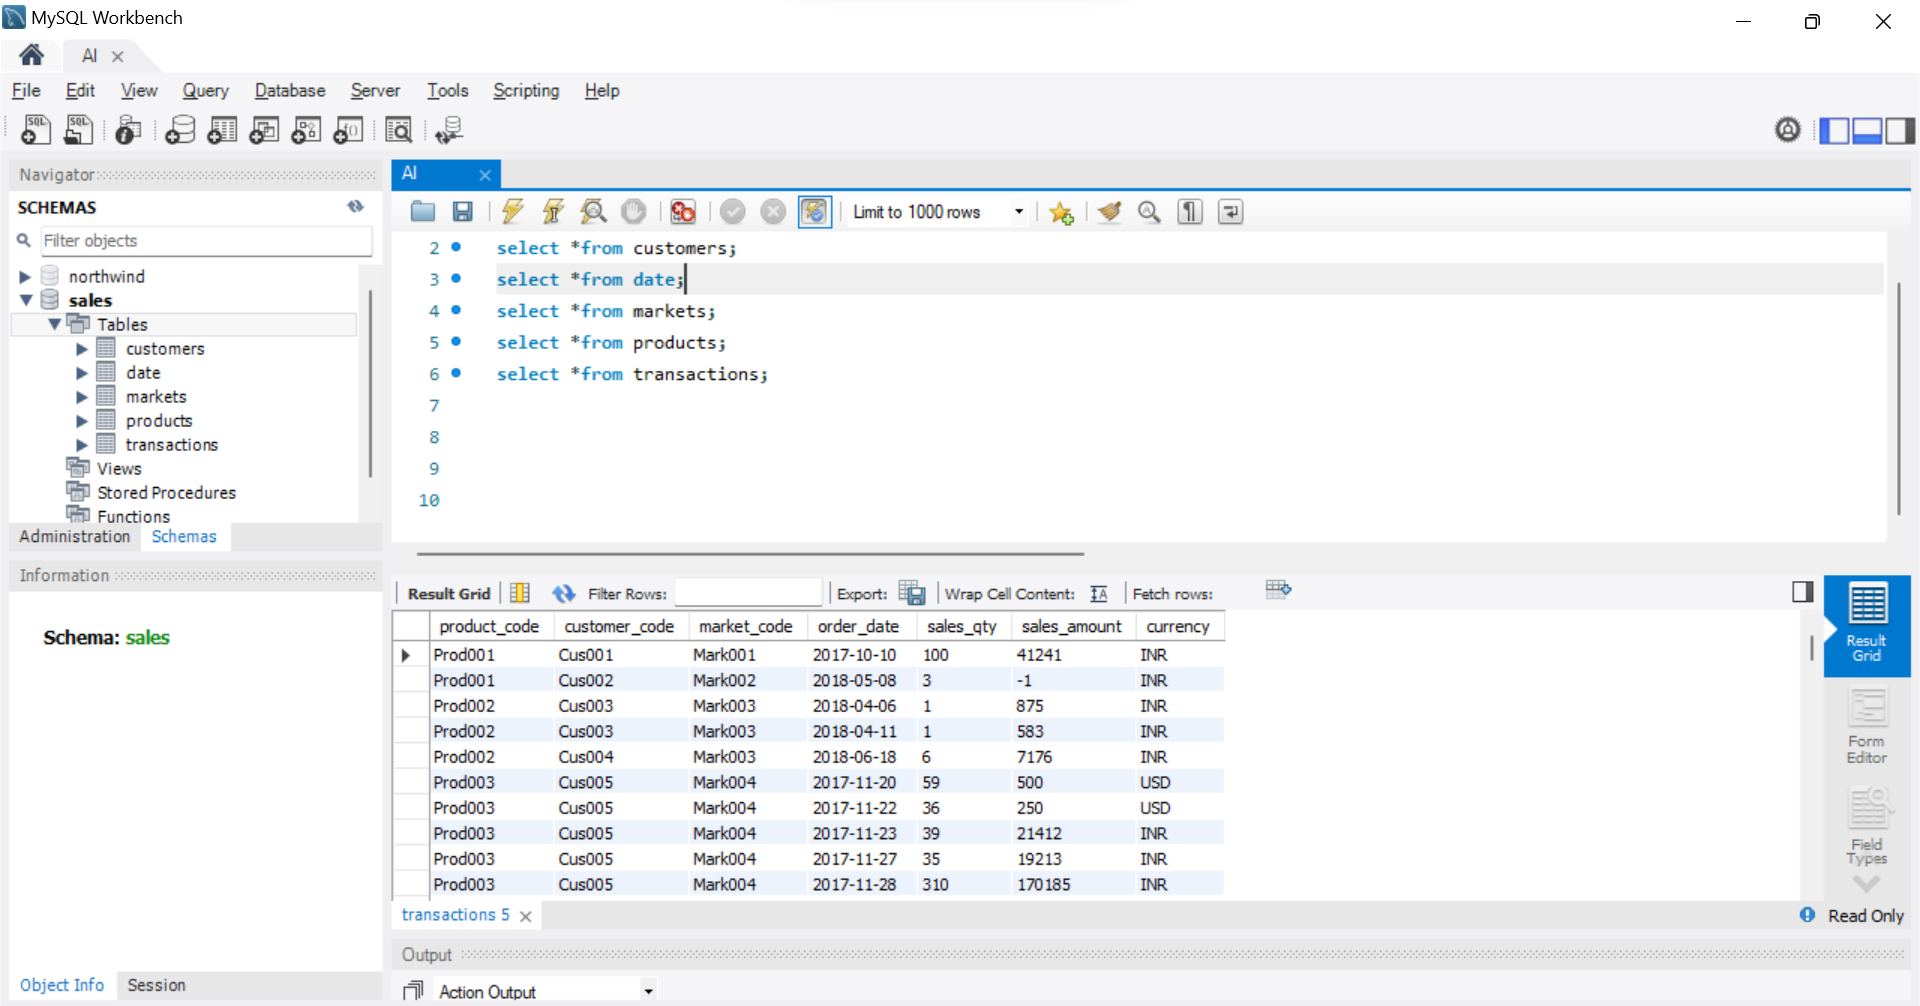 MySQL Workbench
AI
File Edit View Query Database Server Tools Scripting Help
Navigator
SCHEMAS
Filter objects
northwind
sales
Tables
customers
date
markets
products
transactions
Views
Stored Procedures
Functions
Administration Schemas
Information
Schema: sales
Object Info Session
AI
Limit to 1000 rows
2 select *from customers;
3 select *from date;
4 select *from markets;
5 select *from products;
6 select *from transactions;
7
8
9
10
Result Grid Filter Rows: Export: Wrap Cell Content: Fetch rows:
product_code customer_code market_code order_date sales_qty sales_amount currency
Prod001 Cus001 Mark001 2017-10-10 100 41241 INR
Prod001 Cus002 Mark002 2018-05-08 3 -1 INR
Prod002 Cus003 Mark003 2018-04-06 1 875 INR
Prod002 Cus003 Mark003 2018-04-11 1 583 INR
Prod002 Cus004 Mark003 2018-06-18 6 7176 INR
Prod003 Cus005 Mark004 2017-11-20 59 500 USD
Prod003 Cus005 Mark004 2017-11-22 36 250 USD
Prod003 Cus005 Mark004 2017-11-23 39 21412 INR
Prod003 Cus005 Mark004 2017-11-27 35 19213 INR
Prod003 Cus005 Mark004 2017-11-28 310 170185 INR
Result
Grid
Form
Editor
Field
Types
transactions 5
Read Only
Output
Action Output